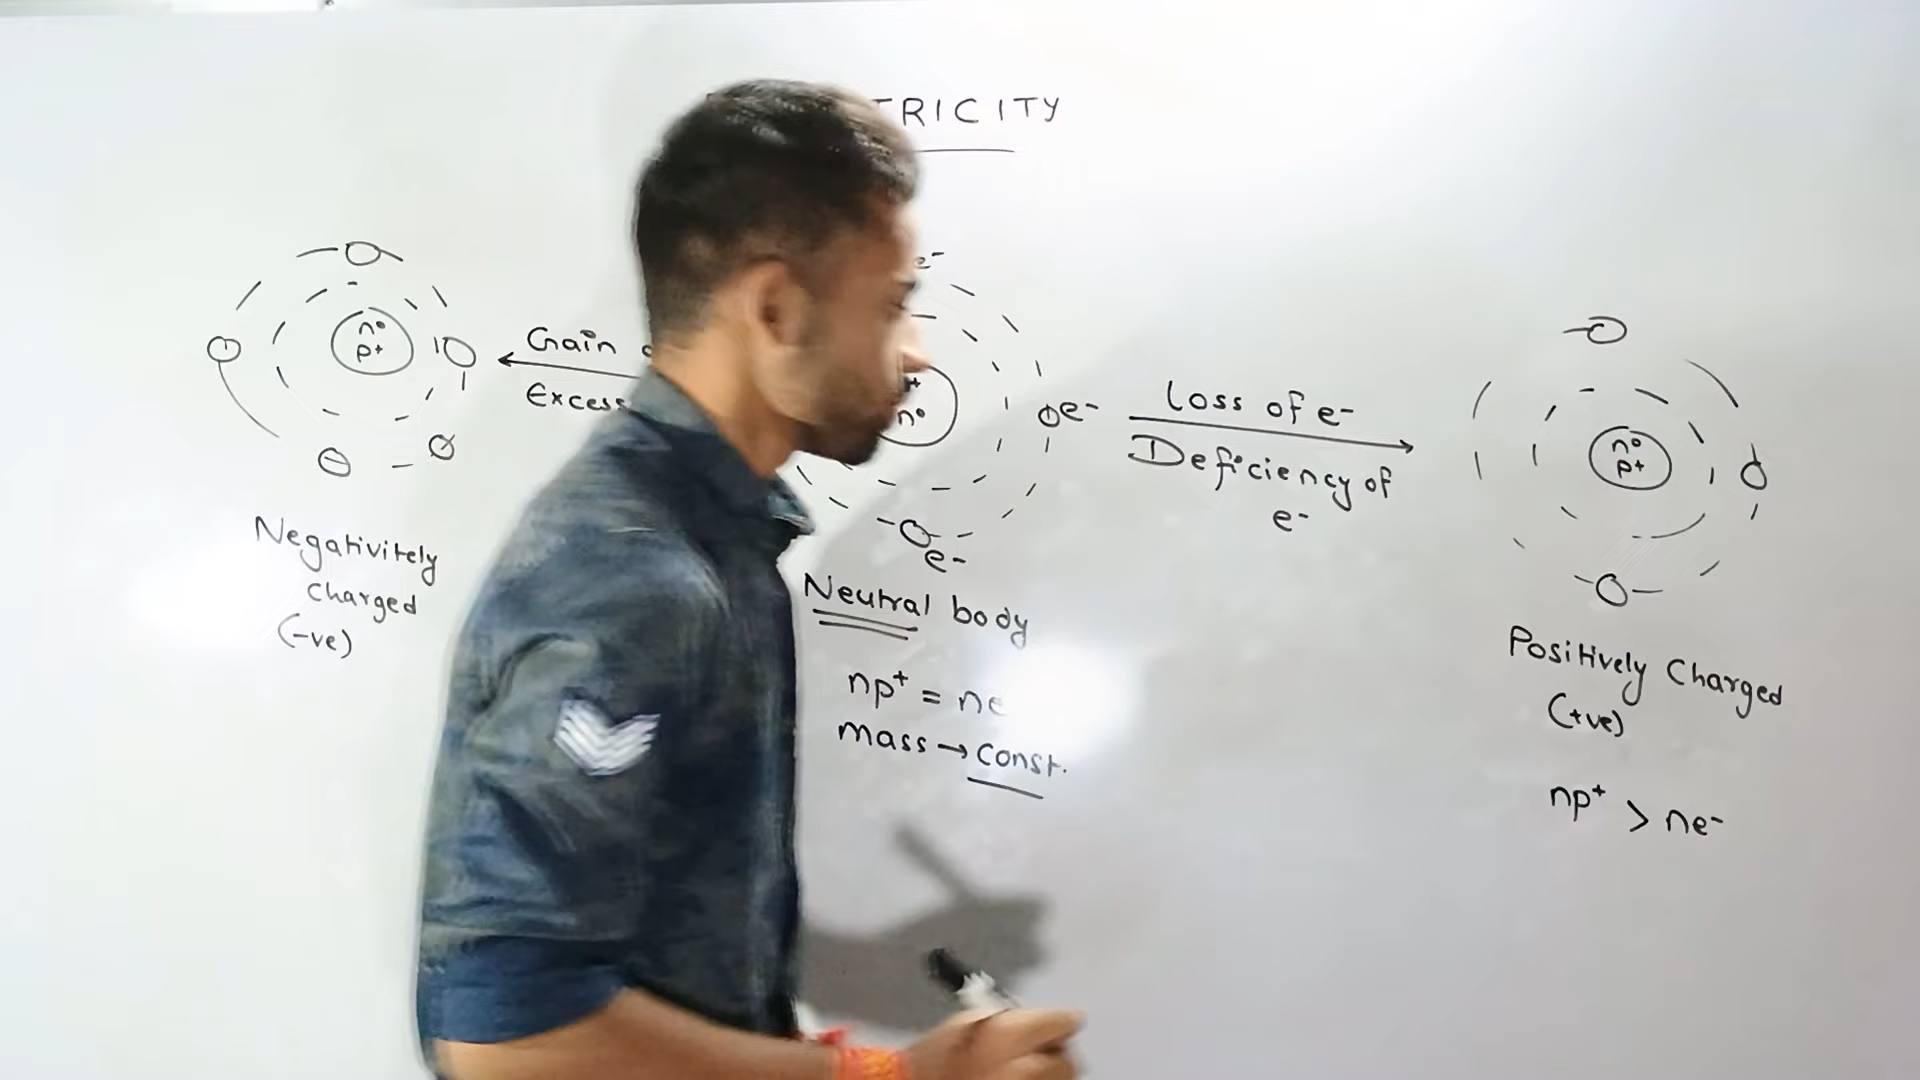 TRICITY
n°
p+
Gain
Excess
Negativitely
charged
(-ve)
e-
n°
e-
e-
Neutral body
np+ = ne
mass → const.
Loss of e-
Deficiency of
e-
n°
p+
Positively Charged
(+ve)
np+ > ne-